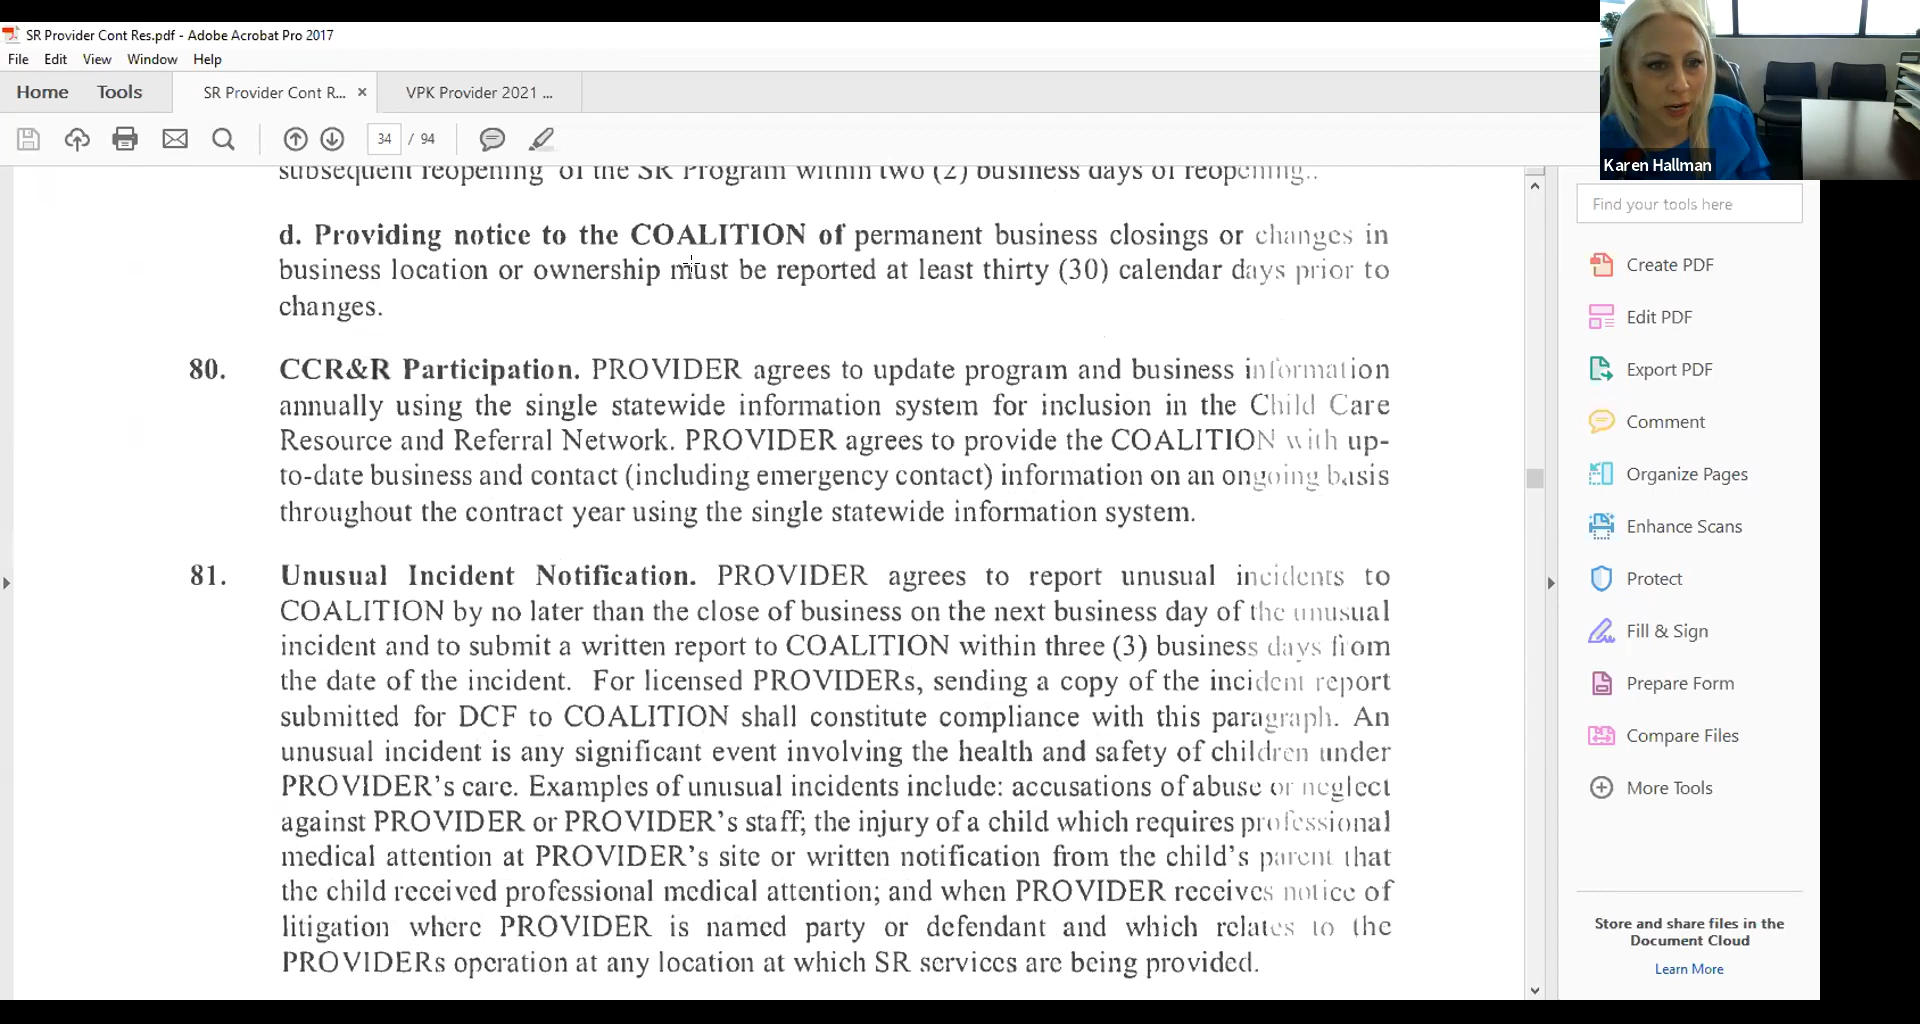 SR Provider Cont Res.pdf - Adobe Acrobat Pro 2017
File Edit View Window Help
Home Tools SR Provider Cont R... × VPK Provider 2021 ...
34 / 94
Karen Hallman
subsequent reopening of the SR Program within two (2) business days of reopening..
d. Providing notice to the COALITION of permanent business closings or changes in
business location or ownership must be reported at least thirty (30) calendar days prior to
changes.
80. CCR&R Participation. PROVIDER agrees to update program and business information
annually using the single statewide information system for inclusion in the Child Care
Resource and Referral Network. PROVIDER agrees to provide the COALITION with up-
to-date business and contact (including emergency contact) information on an ongoing basis
throughout the contract year using the single statewide information system.
81. Unusual Incident Notification. PROVIDER agrees to report unusual incidents to
COALITION by no later than the close of business on the next business day of the unusual
incident and to submit a written report to COALITION within three (3) business days from
the date of the incident. For licensed PROVIDERs, sending a copy of the incident report
submitted for DCF to COALITION shall constitute compliance with this paragraph. An
unusual incident is any significant event involving the health and safety of children under
PROVIDER's care. Examples of unusual incidents include: accusations of abuse or neglect
against PROVIDER or PROVIDER's staff; the injury of a child which requires professional
medical attention at PROVIDER's site or written notification from the child's parent that
the child received professional medical attention; and when PROVIDER receives notice of
litigation where PROVIDER is named party or defendant and which relates to the
PROVIDERs operation at any location at which SR services are being provided.
Find your tools here
Create PDF
Edit PDF
Export PDF
Comment
Organize Pages
Enhance Scans
Protect
Fill & Sign
Prepare Form
Compare Files
More Tools
Store and share files in the
Document Cloud
Learn More